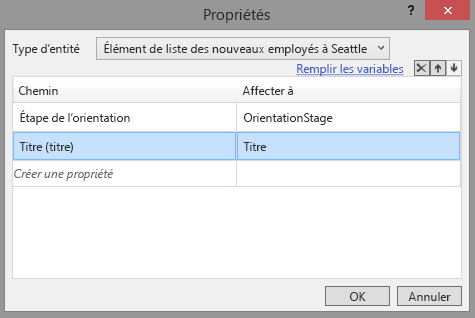 Propriétés
?
Type d’entité
Élément de liste des nouveaux employés à Seattle
Remplir les variables
Chemin Affecter à
Étape de l’orientation OrientationStage
Titre (titre) Titre
Créer une propriété
OK Annuler